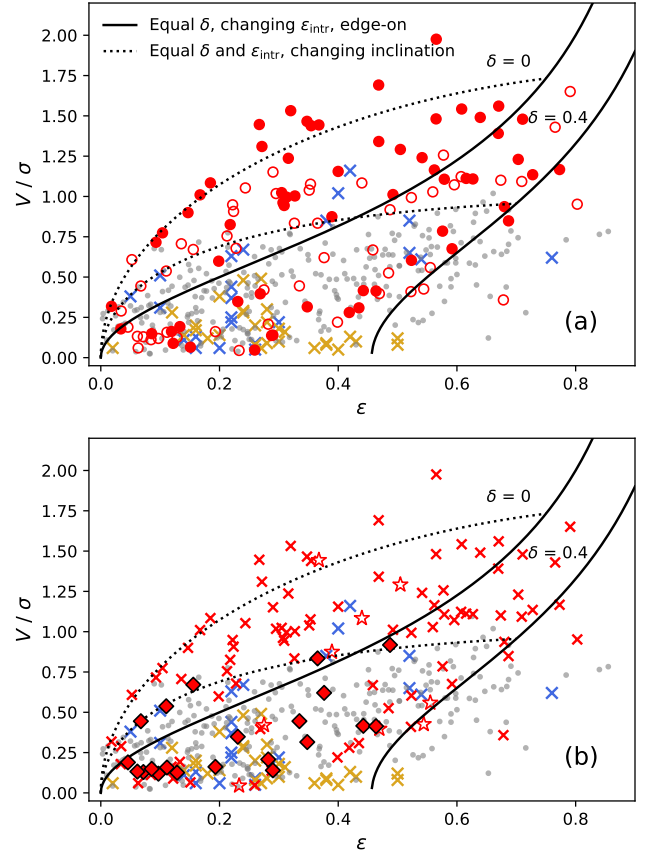 Equal δ, changing ε_intr, edge-on
Equal δ and ε_intr, changing inclination
δ = 0
δ = 0.4
(a)
V / σ
2.00
1.75
1.50
1.25
1.00
0.75
0.50
0.25
0.00
0.0 0.2 0.4 0.6 0.8
ε
δ = 0
δ = 0.4
(b)
V / σ
2.00
1.75
1.50
1.25
1.00
0.75
0.50
0.25
0.00
0.0 0.2 0.4 0.6 0.8
ε